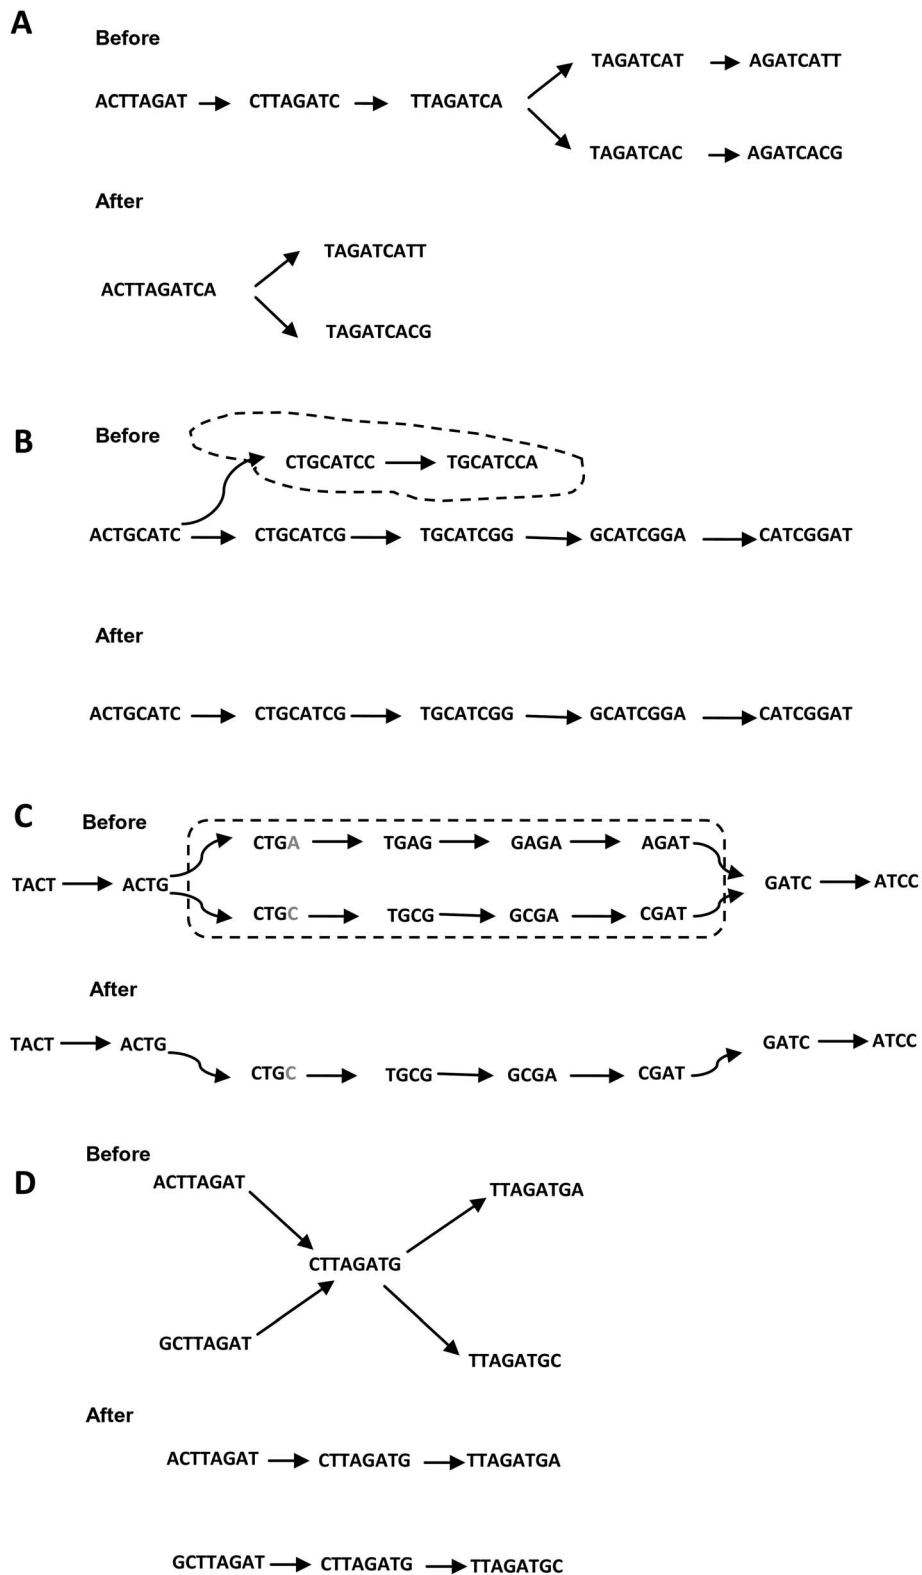 A
Before
TAGATCAT AGATCATT
ACTTAGAT CTTAGATC TTAGATCA
TAGATCAC AGATCACG
After
TAGATCATT
ACTTAGATCA
TAGATCACG
B
Before
CTGCATCC TGCATCCA
ACTGCATC CTGCATCG TGCATCGG GCATCGGA CATCGGAT
After
ACTGCATC CTGCATCG TGCATCGG GCATCGGA CATCGGAT
C
Before
CTGA TGAG GAGA AGAT
TACT ACTG GATC ATCC
CTGC TGCG GCGA CGAT
After
TACT ACTG GATC ATCC
CTGC TGCG GCGA CGAT
Before
D
ACTTAGAT TTAGATGA
CTTAGATG
GCTTAGAT TTAGATGC
After
ACTTAGAT CTTAGATG TTAGATGA
GCTTAGAT CTTAGATG TTAGATGC